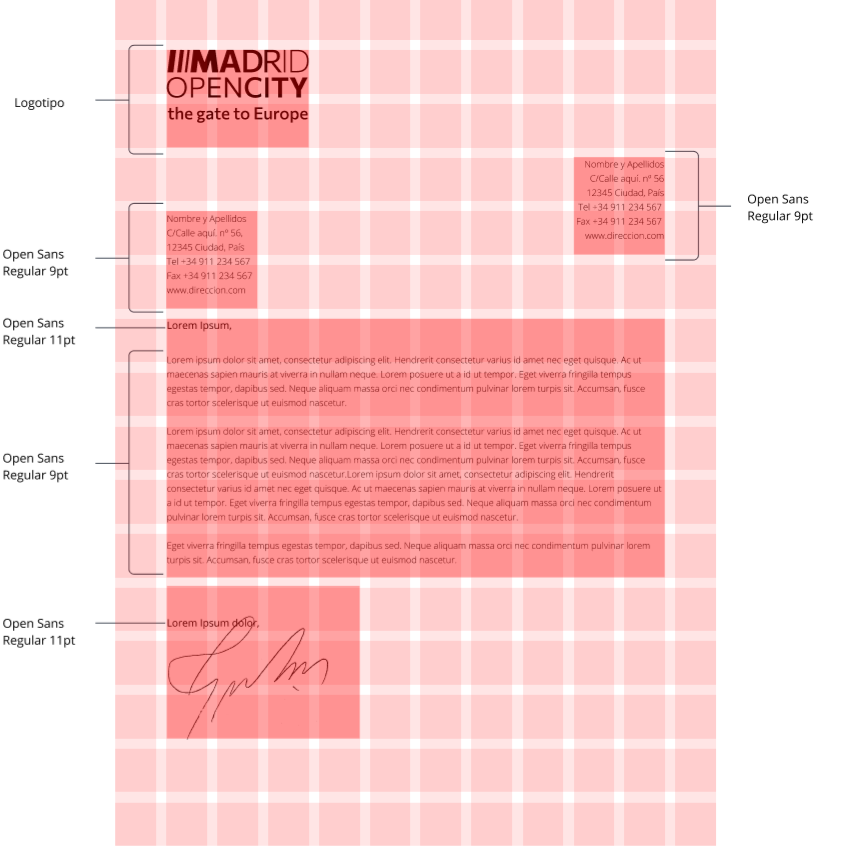 MADRID
OPENCITY
the gate to Europe
Logotipo
Nombre y Apellidos
C/Calle aquí. nº 56
12345 Ciudad, País
Tel +34 911 234 567
Fax +34 911 234 567
www.direccion.com
Open Sans
Regular 9pt
Nombre y Apellidos
C/Calle aquí. nº 56,
12345 Ciudad, País
Tel +34 911 234 567
Fax +34 911 234 567
www.direccion.com
Open Sans
Regular 9pt
Open Sans
Regular 11pt
Lorem Ipsum,
Lorem ipsum dolor sit amet, consectetur adipiscing elit. Hendrerit consectetur varius id amet nec eget quisque. Ac ut
maecenas sapien mauris at viverra in nullam neque. Lorem posuere ut a id ut tempor. Eget viverra fringilla tempus
egestas tempor, dapibus sed. Neque aliquam massa orci nec condimentum pulvinar lorem turpis sit. Accumsan, fusce
cras tortor scelerisque ut euismod nascetur.
Lorem ipsum dolor sit amet, consectetur adipiscing elit. Hendrerit consectetur varius id amet nec eget quisque. Ac ut
maecenas sapien mauris at viverra in nullam neque. Lorem posuere ut a id ut tempor. Eget viverra fringilla tempus
egestas tempor, dapibus sed. Neque aliquam massa orci nec condimentum pulvinar lorem turpis sit. Accumsan, fusce
cras tortor scelerisque ut euismod nascetur.Lorem ipsum dolor sit amet, consectetur adipiscing elit. Hendrerit
consectetur varius id amet nec eget quisque. Ac ut maecenas sapien mauris at viverra in nullam neque. Lorem posuere ut
a id ut tempor. Eget viverra fringilla tempus egestas tempor, dapibus sed. Neque aliquam massa orci nec condimentum
pulvinar lorem turpis sit. Accumsan, fusce cras tortor scelerisque ut euismod nascetur.
Eget viverra fringilla tempus egestas tempor, dapibus sed. Neque aliquam massa orci nec condimentum pulvinar lorem
turpis sit. Accumsan, fusce cras tortor scelerisque ut euismod nascetur.
Open Sans
Regular 9pt
Open Sans
Regular 11pt
Lorem Ipsum dolor,